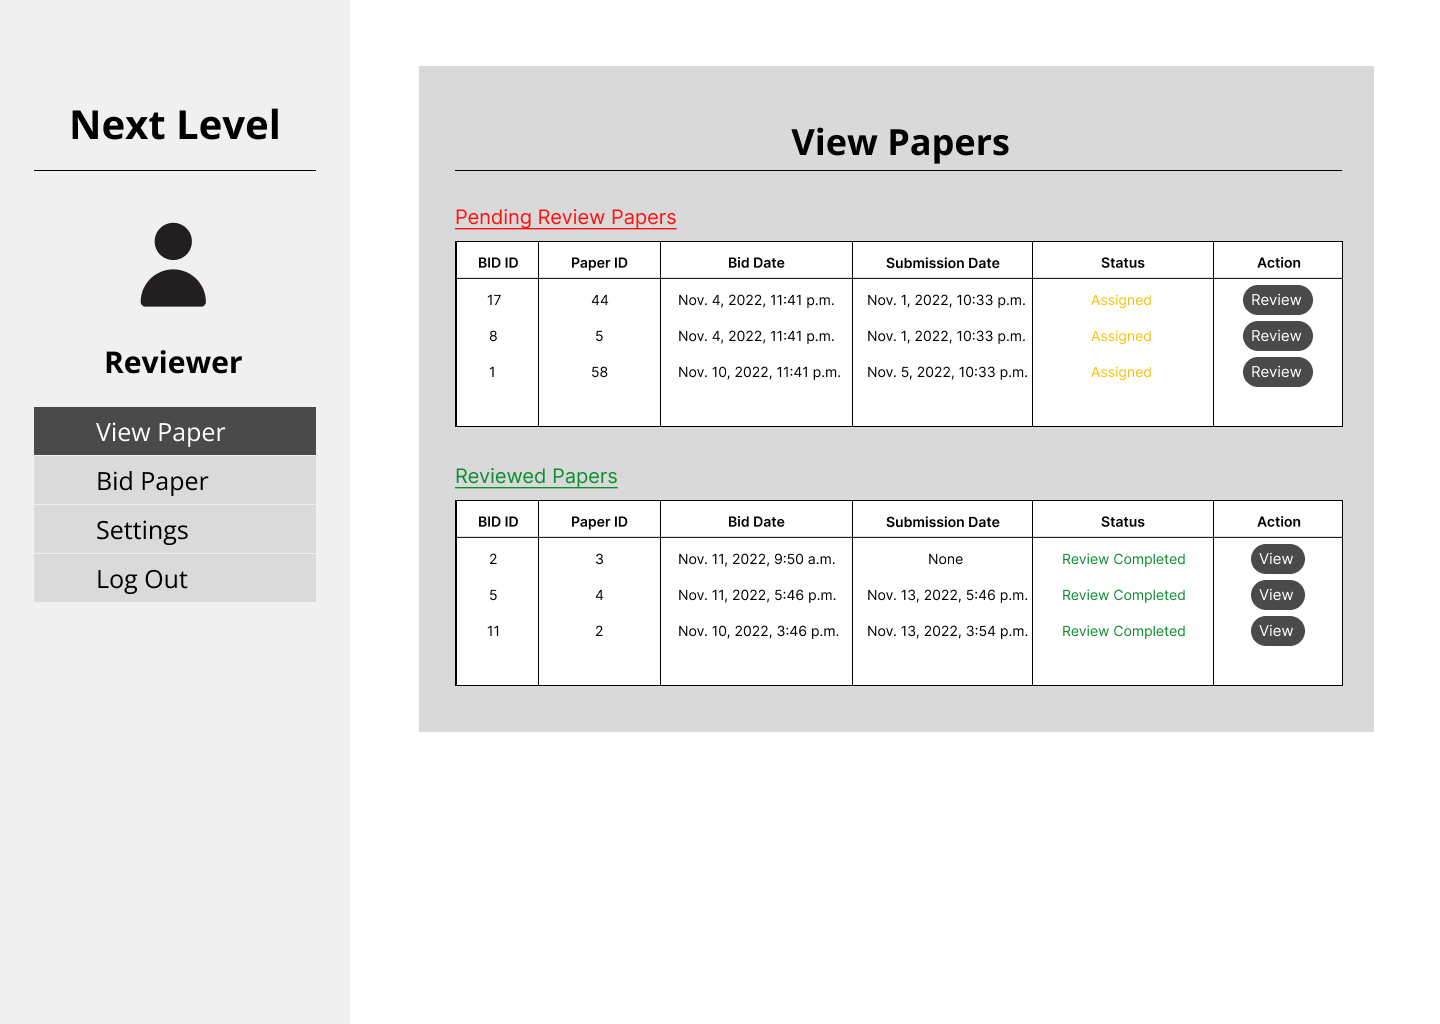 Next Level
Reviewer
View Paper
Bid Paper
Settings
Log Out
View Papers
Pending Review Papers
BID ID Paper ID Bid Date Submission Date Status Action
17 44 Nov. 4, 2022, 11:41 p.m. Nov. 1, 2022, 10:33 p.m. Assigned Review
8 5 Nov. 4, 2022, 11:41 p.m. Nov. 1, 2022, 10:33 p.m. Assigned Review
1 58 Nov. 10, 2022, 11:41 p.m. Nov. 5, 2022, 10:33 p.m. Assigned Review
Reviewed Papers
BID ID Paper ID Bid Date Submission Date Status Action
2 3 Nov. 11, 2022, 9:50 a.m. None Review Completed View
5 4 Nov. 11, 2022, 5:46 p.m. Nov. 13, 2022, 5:46 p.m. Review Completed View
11 2 Nov. 10, 2022, 3:46 p.m. Nov. 13, 2022, 3:54 p.m. Review Completed View